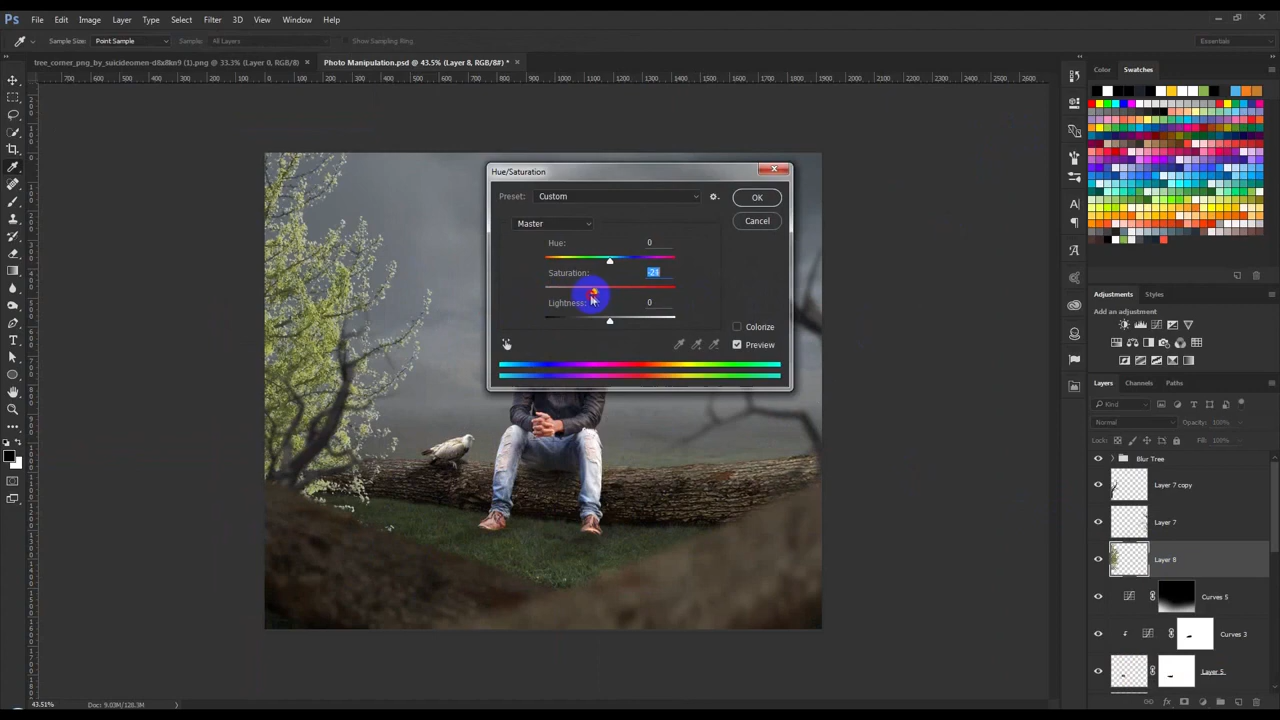 Ps File Edit Image Layer Type Select Filter 3D View Window Help
Sample Size: Point Sample Sample: All Layers Show Sampling Ring Essentials
tree_corner_png_by_suicideomen-d8x8kn9 (1).png @ 33.3% (Layer 0, RGB/8) × Photo Manipulation.psd @ 43.5% (Layer 8, RGB/8#) * ×
Color Swatches
Hue/Saturation
Preset: Custom OK
Master Cancel
Hue: 0
Saturation:
Lightness: 0
Colorize
Preview
Adjustments Styles
Add an adjustment
Layers Channels Paths
Kind
Normal Opacity: 100%
Lock: Fill: 100%
Blur Tree
Layer 7 copy
Layer 7
Layer 8
Curves 5
Curves 3
Layer 5
43.51% Doc: 9.03M/128.3M